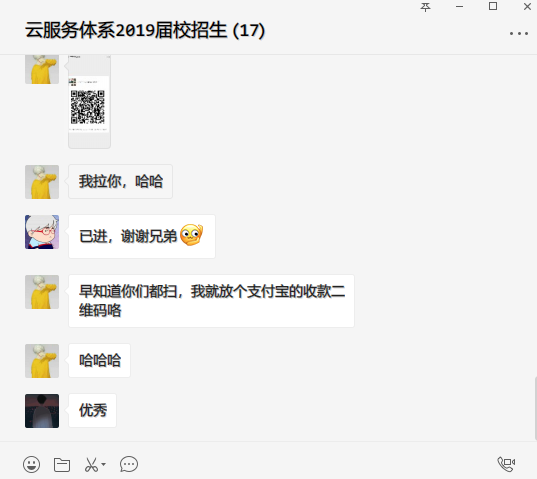 云服务体系2019届校招生 (17)
我拉你，哈哈
已进，谢谢兄弟
早知道你们都扫，我就放个支付宝的收款二
维码咯
哈哈哈
优秀